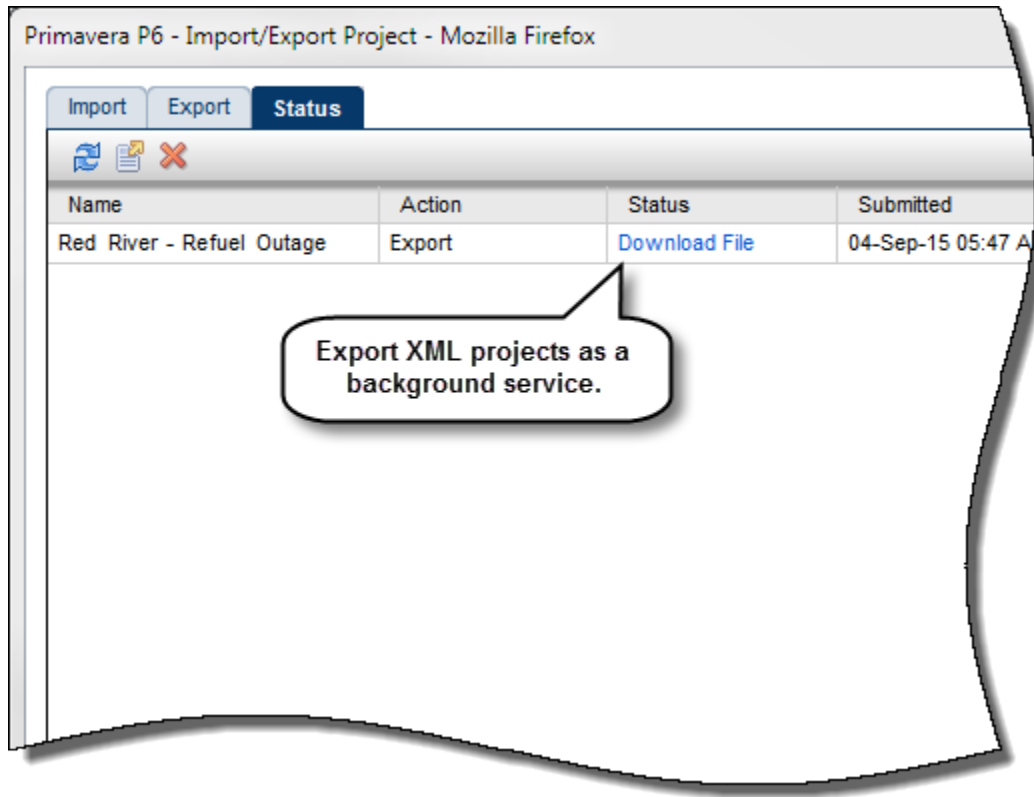 Primavera P6 - Import/Export Project - Mozilla Firefox
Import Export Status
Name Action Status Submitted
Red River - Refuel Outage Export Download File 04-Sep-15 05:47 A
Export XML projects as a
background service.